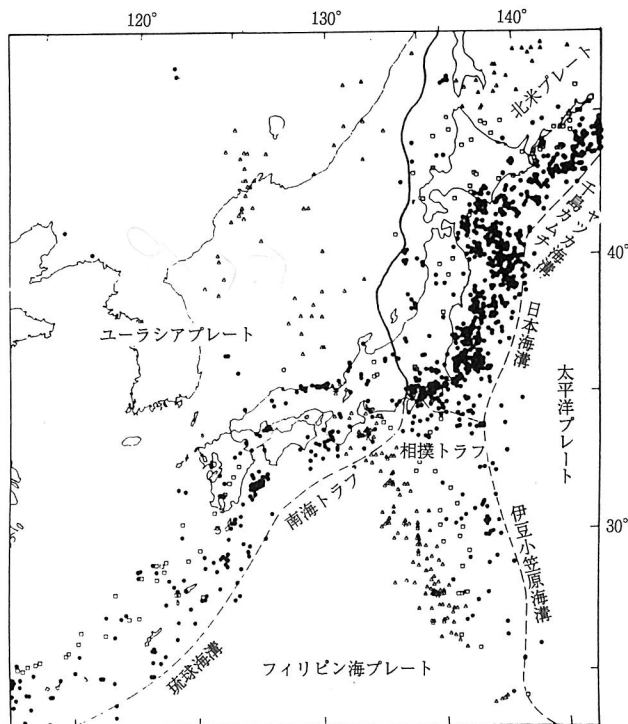 120°
130°
140°
北米プレート
千島カムチャツカ海溝
40°
日本海溝
ユーラシアプレート
太平洋プレート
相撲トラフ
南海トラフ
30°
伊豆小笠原海溝
琉球海溝
フィリピン海プレート